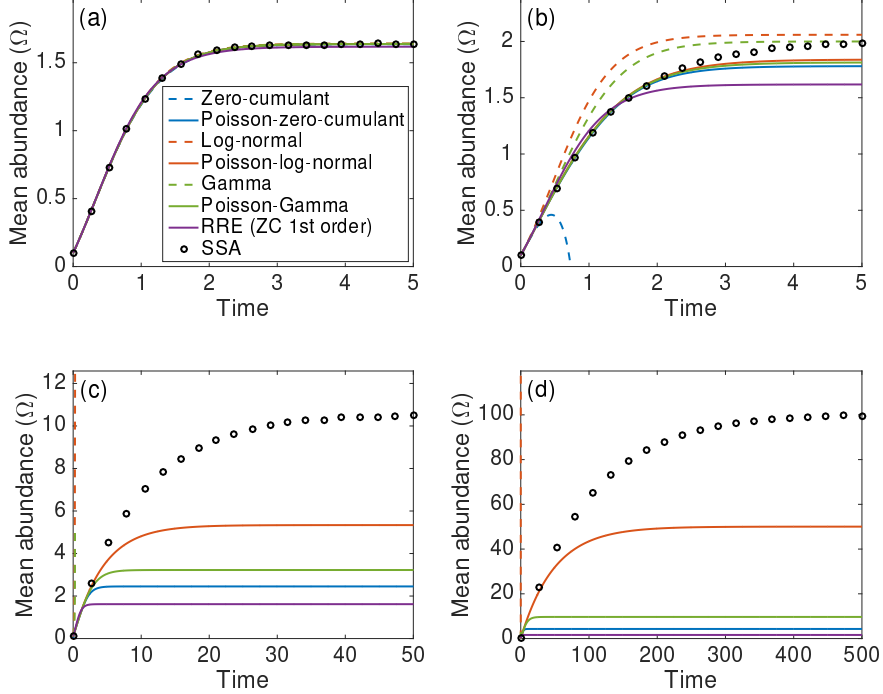 (a)
Mean abundance (Ω)
1.5
1
0.5
0
Zero-cumulant
Poisson-zero-cumulant
Log-normal
Poisson-log-normal
Gamma
Poisson-Gamma
RRE (ZC 1st order)
SSA
0 1 2 3 4 5
Time
(b)
Mean abundance (Ω)
2
1.5
1
0.5
0
0 1 2 3 4 5
Time
(c)
Mean abundance (Ω)
12
10
8
6
4
2
0
0 10 20 30 40 50
Time
(d)
Mean abundance (Ω)
100
80
60
40
20
0
0 100 200 300 400 500
Time